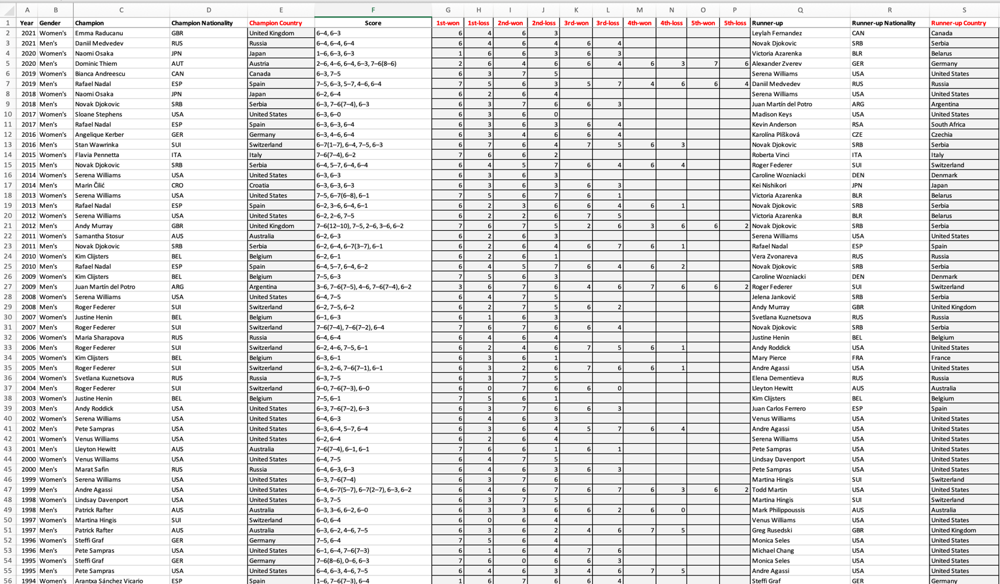 A B C D E F G H I J K L M N O P Q R S
1 Year Gender Champion Champion Nationality Champion Country Score 1st-won 1st-loss 2nd-won 2nd-loss 3rd-won 3rd-loss 4th-won 4th-loss 5th-won 5th-loss Runner-up Runner-up Nationality Runner-up Country
2 2021 Women's Emma Raducanu GBR United Kingdom 6–4, 6–3 6 4 6 3 Leylah Fernandez CAN Canada
3 2021 Men's Daniil Medvedev RUS Russia 6–4, 6–4, 6–4 6 4 6 4 6 4 Novak Djokovic SRB Serbia
4 2020 Women's Naomi Osaka JPN Japan 1–6, 6–3, 6–3 1 6 6 3 6 3 Victoria Azarenka BLR Belarus
5 2020 Men's Dominic Thiem AUT Austria 2–6, 4–6, 6–4, 6–3, 7–6(8–6) 2 6 4 6 6 4 6 3 7 6 Alexander Zverev GER Germany
6 2019 Women's Bianca Andreescu CAN Canada 6–3, 7–5 6 3 7 5 Serena Williams USA United States
7 2019 Men's Rafael Nadal ESP Spain 7–5, 6–3, 5–7, 4–6, 6–4 7 5 6 3 5 7 4 6 6 4 Daniil Medvedev RUS Russia
8 2018 Women's Naomi Osaka JPN Japan 6–2, 6–4 6 2 6 4 Serena Williams USA United States
9 2018 Men's Novak Djokovic SRB Serbia 6–3, 7–6(7–4), 6–3 6 3 7 6 6 3 Juan Martín del Potro ARG Argentina
10 2017 Women's Sloane Stephens USA United States 6–3, 6–0 6 3 6 0 Madison Keys USA United States
11 2017 Men's Rafael Nadal ESP Spain 6–3, 6–3, 6–4 6 3 6 3 6 4 Kevin Anderson RSA South Africa
12 2016 Women's Angelique Kerber GER Germany 6–3, 4–6, 6–4 6 3 4 6 6 4 Karolína Plíšková CZE Czechia
13 2016 Men's Stan Wawrinka SUI Switzerland 6–7(1–7), 6–4, 7–5, 6–3 6 7 6 4 7 5 6 3 Novak Djokovic SRB Serbia
14 2015 Women's Flavia Pennetta ITA Italy 7–6(7–4), 6–2 7 6 6 2 Roberta Vinci ITA Italy
15 2015 Men's Novak Djokovic SRB Serbia 6–4, 5–7, 6–4, 6–4 6 4 5 7 6 4 6 4 Roger Federer SUI Switzerland
16 2014 Women's Serena Williams USA United States 6–3, 6–3 6 3 6 3 Caroline Wozniacki DEN Denmark
17 2014 Men's Marin Čilić CRO Croatia 6–3, 6–3, 6–3 6 3 6 3 6 3 Kei Nishikori JPN Japan
18 2013 Women's Serena Williams USA United States 7–5, 6–7(6–8), 6–1 7 5 6 7 6 1 Victoria Azarenka BLR Belarus
19 2013 Men's Rafael Nadal ESP Spain 6–2, 3–6, 6–4, 6–1 6 2 3 6 6 4 6 1 Novak Djokovic SRB Serbia
20 2012 Women's Serena Williams USA United States 6–2, 2–6, 7–5 6 2 2 6 7 5 Victoria Azarenka BLR Belarus
21 2012 Men's Andy Murray GBR United Kingdom 7–6(12–10), 7–5, 2–6, 3–6, 6–2 7 6 7 5 2 6 3 6 6 2 Novak Djokovic SRB Serbia
22 2011 Women's Samantha Stosur AUS Australia 6–2, 6–3 6 2 6 3 Serena Williams USA United States
23 2011 Men's Novak Djokovic SRB Serbia 6–2, 6–4, 6–7(3–7), 6–1 6 2 6 4 6 7 6 1 Rafael Nadal ESP Spain
24 2010 Women's Kim Clijsters BEL Belgium 6–2, 6–1 6 2 6 1 Vera Zvonareva RUS Russia
25 2010 Men's Rafael Nadal ESP Spain 6–4, 5–7, 6–4, 6–2 6 4 5 7 6 4 6 2 Novak Djokovic SRB Serbia
26 2009 Women's Kim Clijsters BEL Belgium 7–5, 6–3 7 5 6 3 Caroline Wozniacki DEN Denmark
27 2009 Men's Juan Martín del Potro ARG Argentina 3–6, 7–6(7–5), 4–6, 7–6(7–4), 6–2 3 6 7 6 4 6 7 6 6 2 Roger Federer SUI Switzerland
28 2008 Women's Serena Williams USA United States 6–4, 7–5 6 4 7 5 Jelena Janković SRB Serbia
29 2008 Men's Roger Federer SUI Switzerland 6–2, 7–5, 6–2 6 2 7 5 6 2 Andy Murray GBR United Kingdom
30 2007 Women's Justine Henin BEL Belgium 6–1, 6–3 6 1 6 3 Svetlana Kuznetsova RUS Russia
31 2007 Men's Roger Federer SUI Switzerland 7–6(7–4), 7–6(7–2), 6–4 7 6 7 6 6 4 Novak Djokovic SRB Serbia
32 2006 Women's Maria Sharapova RUS Russia 6–4, 6–4 6 4 6 4 Justine Henin BEL Belgium
33 2006 Men's Roger Federer SUI Switzerland 6–2, 4–6, 7–5, 6–1 6 2 4 6 7 5 6 1 Andy Roddick USA United States
34 2005 Women's Kim Clijsters BEL Belgium 6–3, 6–1 6 3 6 1 Mary Pierce FRA France
35 2005 Men's Roger Federer SUI Switzerland 6–3, 2–6, 7–6(7–1), 6–1 6 3 2 6 7 6 6 1 Andre Agassi USA United States
36 2004 Women's Svetlana Kuznetsova RUS Russia 6–3, 7–5 6 3 7 5 Elena Dementieva RUS Russia
37 2004 Men's Roger Federer SUI Switzerland 6–0, 7–6(7–3), 6–0 6 0 7 6 6 0 Lleyton Hewitt AUS Australia
38 2003 Women's Justine Henin BEL Belgium 7–5, 6–1 7 5 6 1 Kim Clijsters BEL Belgium
39 2003 Men's Andy Roddick USA United States 6–3, 7–6(7–2), 6–3 6 3 7 6 6 3 Juan Carlos Ferrero ESP Spain
40 2002 Women's Serena Williams USA United States 6–4, 6–3 6 4 6 3 Venus Williams USA United States
41 2002 Men's Pete Sampras USA United States 6–3, 6–4, 5–7, 6–4 6 3 6 4 5 7 6 4 Andre Agassi USA United States
42 2001 Women's Venus Williams USA United States 6–2, 6–4 6 2 6 4 Serena Williams USA United States
43 2001 Men's Lleyton Hewitt AUS Australia 7–6(7–4), 6–1, 6–1 7 6 6 1 6 1 Pete Sampras USA United States
44 2000 Women's Venus Williams USA United States 6–4, 7–5 6 4 7 5 Lindsay Davenport USA United States
45 2000 Men's Marat Safin RUS Russia 6–4, 6–3, 6–3 6 4 6 3 6 3 Pete Sampras USA United States
46 1999 Women's Serena Williams USA United States 6–3, 7–6(7–4) 6 3 7 6 Martina Hingis SUI Switzerland
47 1999 Men's Andre Agassi USA United States 6–4, 6–7(5–7), 6–7(2–7), 6–3, 6–2 6 4 6 7 6 7 6 3 6 2 Todd Martin USA United States
48 1998 Women's Lindsay Davenport USA United States 6–3, 7–5 6 3 7 5 Martina Hingis SUI Switzerland
49 1998 Men's Patrick Rafter AUS Australia 6–3, 3–6, 6–2, 6–0 6 3 3 6 6 2 6 0 Mark Philippoussis AUS Australia
50 1997 Women's Martina Hingis SUI Switzerland 6–0, 6–4 6 0 6 4 Venus Williams USA United States
51 1997 Men's Patrick Rafter AUS Australia 6–3, 6–2, 4–6, 7–5 6 3 6 2 4 6 7 5 Greg Rusedski GBR United Kingdom
52 1996 Women's Steffi Graf GER Germany 7–5, 6–4 7 5 6 4 Monica Seles USA United States
53 1996 Men's Pete Sampras USA United States 6–1, 6–4, 7–6(7–3) 6 1 6 4 7 6 Michael Chang USA United States
54 1995 Women's Steffi Graf GER Germany 7–6(8–6), 0–6, 6–3 7 6 0 6 6 3 Monica Seles USA United States
55 1995 Men's Pete Sampras USA United States 6–4, 6–3, 4–6, 7–5 6 4 6 3 4 6 7 5 Andre Agassi USA United States
56 1994 Women's Arantxa Sánchez Vicario ESP Spain 1–6, 7–6(7–3), 6–4 1 6 7 6 6 4 Steffi Graf GER Germany